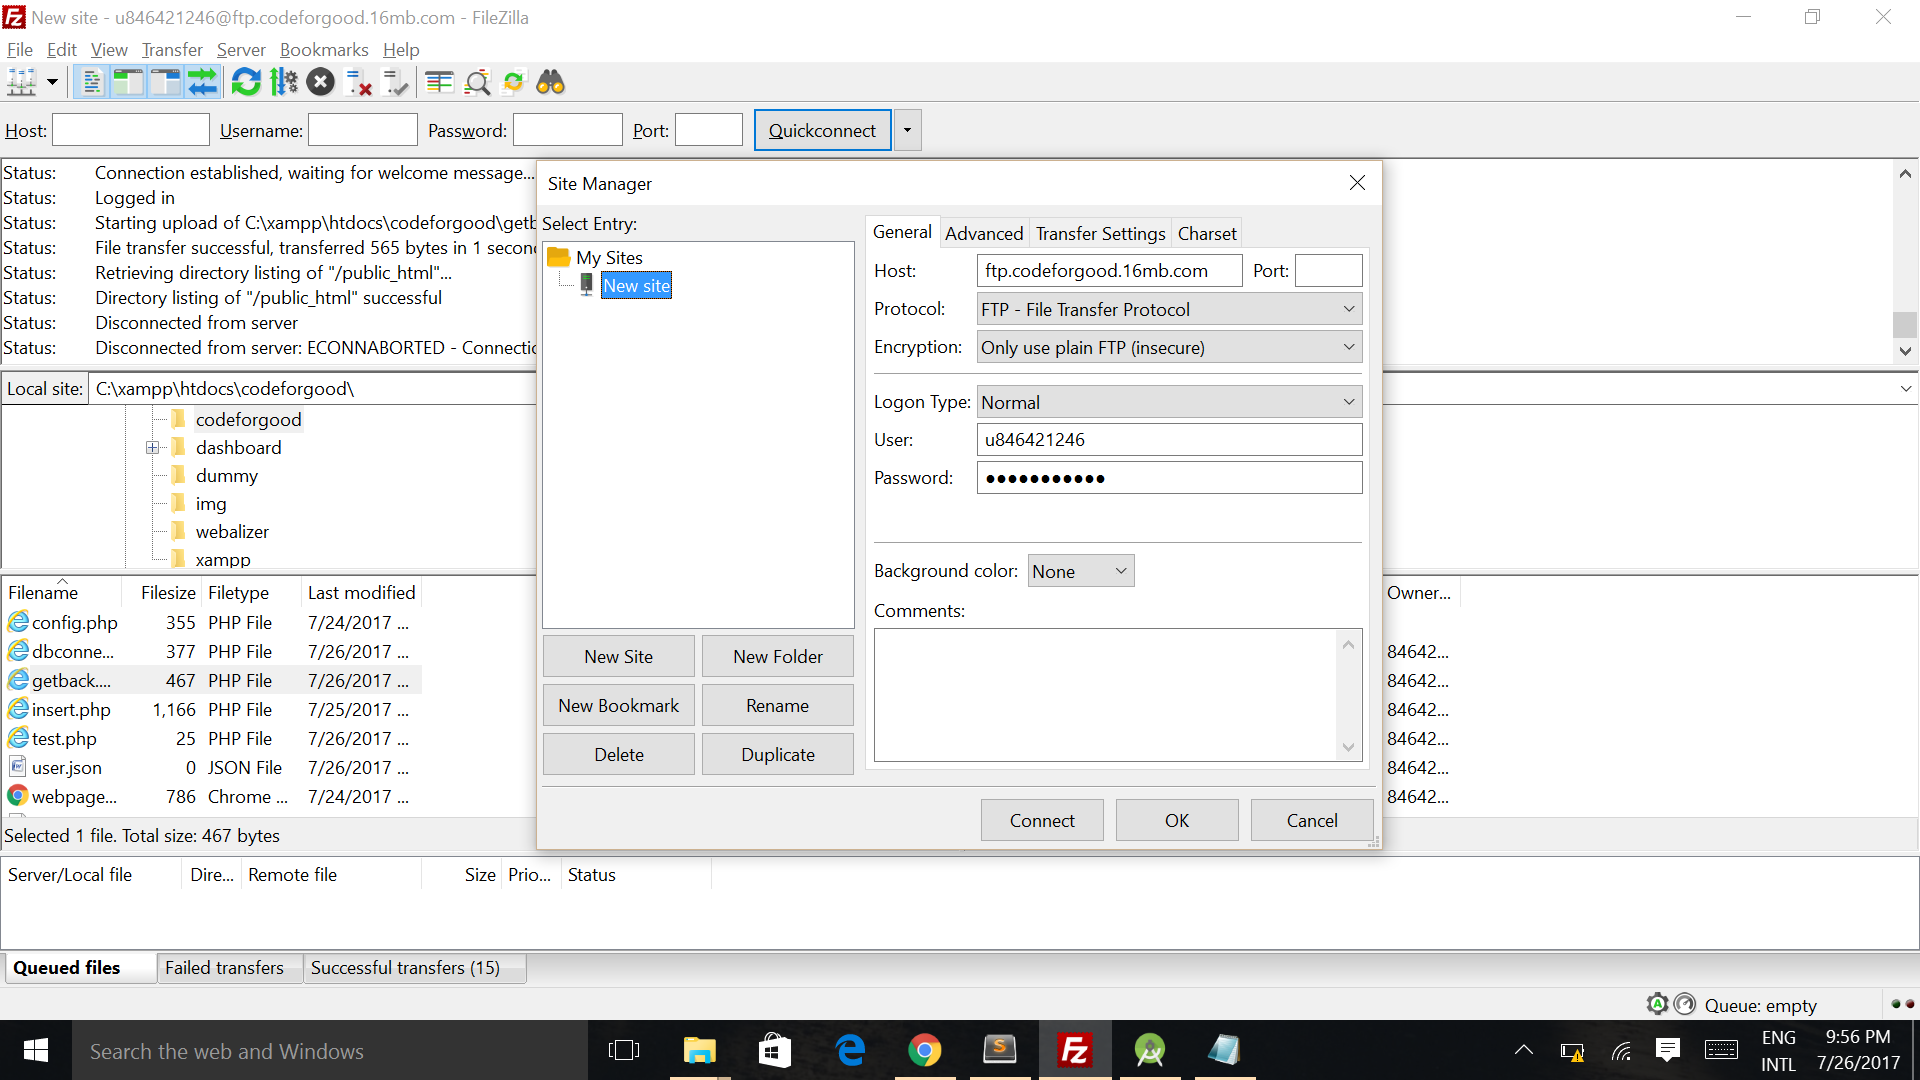 New site - u846421246@ftp.codeforgood.16mb.com - FileZilla
File Edit View Transfer Server Bookmarks Help
Host: Username: Password: Port: Quickconnect
Status: Connection established, waiting for welcome message...
Status: Logged in
Status: Starting upload of C:\xampp\htdocs\codeforgood\getb
Status: File transfer successful, transferred 565 bytes in 1 secon
Status: Retrieving directory listing of "/public_html"...
Status: Directory listing of "/public_html" successful
Status: Disconnected from server
Status: Disconnected from server: ECONNABORTED - Connectio
Local site: C:\xampp\htdocs\codeforgood\
codeforgood
dashboard
dummy
img
webalizer
xampp
Filename Filesize Filetype Last modified
config.php 355 PHP File 7/24/2017 ...
dbconne... 377 PHP File 7/26/2017 ...
getback.... 467 PHP File 7/26/2017 ...
insert.php 1,166 PHP File 7/25/2017 ...
test.php 25 PHP File 7/26/2017 ...
user.json 0 JSON File 7/26/2017 ...
webpage... 786 Chrome ... 7/24/2017 ...
Selected 1 file. Total size: 467 bytes
Site Manager
Select Entry:
My Sites
New site
New Site New Folder
New Bookmark Rename
Delete Duplicate
General Advanced Transfer Settings Charset
Host: ftp.codeforgood.16mb.com Port:
Protocol: FTP - File Transfer Protocol
Encryption: Only use plain FTP (insecure)
Logon Type: Normal
User: u846421246
Password: ●●●●●●●●●●●
Background color: None
Comments:
Connect OK Cancel
Owner...
84642...
84642...
84642...
84642...
84642...
84642...
Server/Local file Dire... Remote file Size Prio... Status
Queued files Failed transfers Successful transfers (15)
Queue: empty
Search the web and Windows
ENG
INTL
9:56 PM
7/26/2017